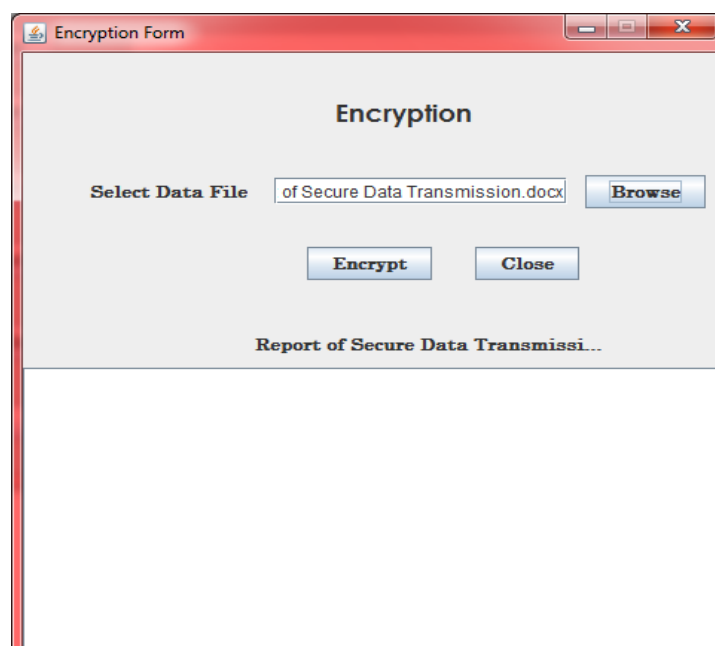 Encryption Form
Encryption
Select Data File of Secure Data Transmission.docx Browse
Encrypt Close
Report of Secure Data Transmissi...